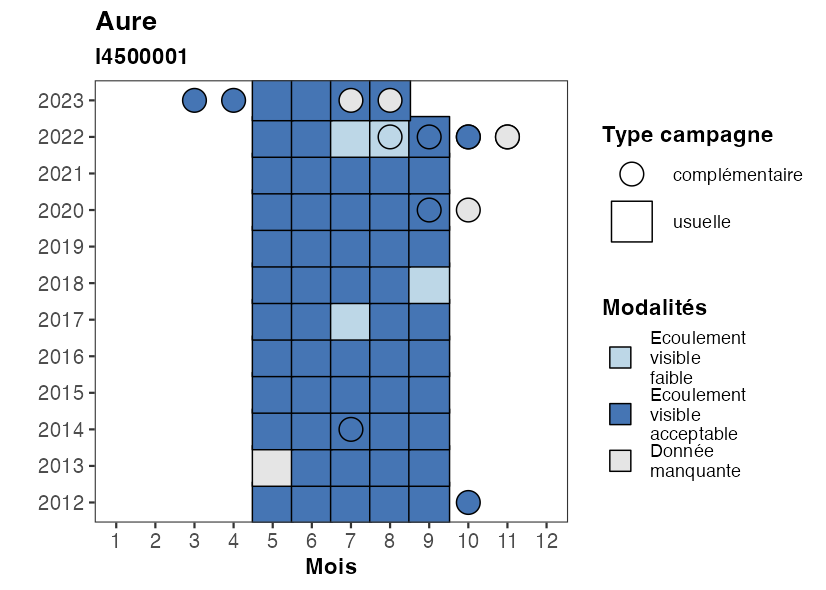 Aure
I4500001
2023
2022
2021
2020
2019
2018
2017
2016
2015
2014
2013
2012
1 2 3 4 5 6 7 8 9 10 11 12
Mois
Type campagne
complémentaire
usuelle
Modalités
Ecoulement
visible
faible
Ecoulement
visible
acceptable
Donnée
manquante